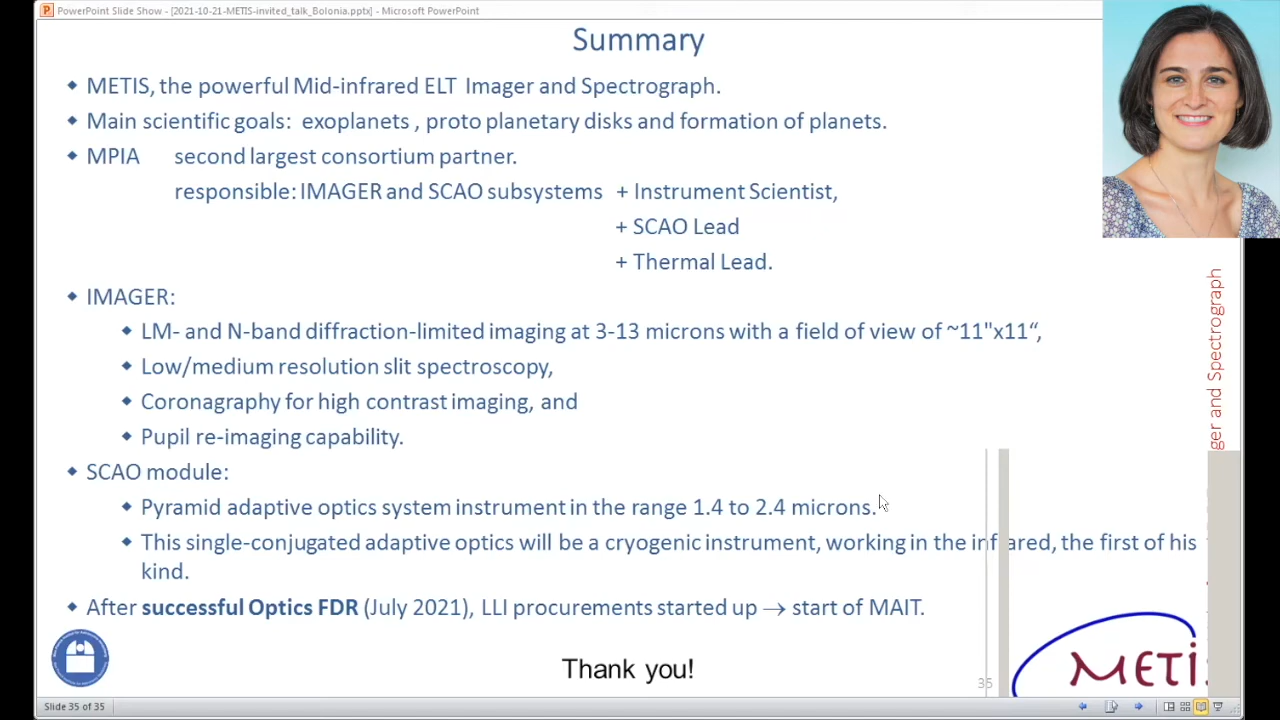 PowerPoint Slide Show - [2021-10-21-METIS-invited_talk_Bolonia.pptx] - Microsoft PowerPoint
Summary
METIS, the powerful Mid-infrared ELT Imager and Spectrograph.
Main scientific goals: exoplanets , proto planetary disks and formation of planets.
MPIA second largest consortium partner.
responsible: IMAGER and SCAO subsystems + Instrument Scientist,
+ SCAO Lead
+ Thermal Lead.
IMAGER:
LM- and N-band diffraction-limited imaging at 3-13 microns with a field of view of ~11"x11“,
Low/medium resolution slit spectroscopy,
Coronagraphy for high contrast imaging, and
Pupil re-imaging capability.
SCAO module:
Pyramid adaptive optics system instrument in the range 1.4 to 2.4 microns.
This single-conjugated adaptive optics will be a cryogenic instrument, working in the infrared, the first of his
kind.
After successful Optics FDR (July 2021), LLI procurements started up → start of MAIT.
Thank you!
35
METIS
ger and Spectrograph
Slide 35 of 35